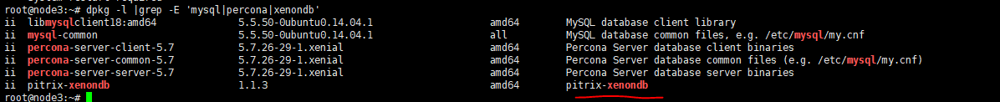 root@node3:~# dpkg -l |grep -E 'mysql|percona|xenondb'
ii libmysqlclient18:amd64 5.5.50-0ubuntu0.14.04.1 amd64 MySQL database client library
ii mysql-common 5.5.50-0ubuntu0.14.04.1 all MySQL database common files, e.g. /etc/mysql/my.cnf
ii percona-server-client-5.7 5.7.26-29-1.xenial amd64 Percona Server database client binaries
ii percona-server-common-5.7 5.7.26-29-1.xenial amd64 Percona Server database common files (e.g. /etc/mysql/my.cnf)
ii percona-server-server-5.7 5.7.26-29-1.xenial amd64 Percona Server database server binaries
ii pitrix-xenondb 1.1.3 amd64 pitrix-xenondb
root@node3:~#